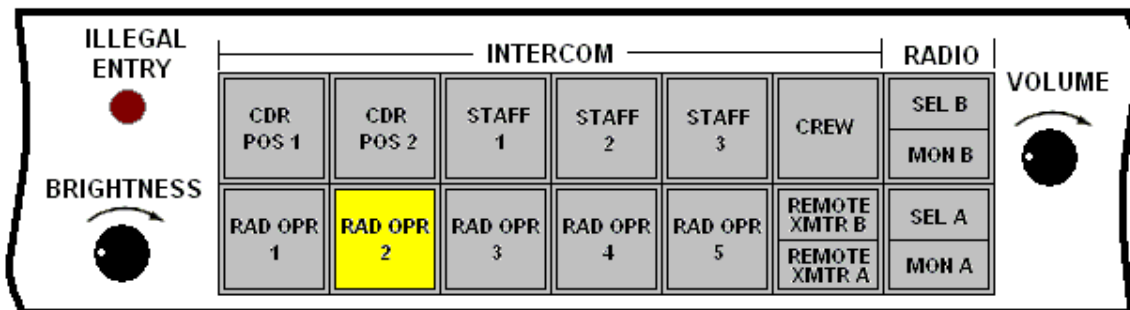 ILLEGAL
ENTRY
INTERCOM
RADIO
VOLUME
BRIGHTNESS
CDR
POS 1
CDR
POS 2
STAFF
1
STAFF
2
STAFF
3
CREW
SEL B
MON B
RAD OPR
1
RAD OPR
2
RAD OPR
3
RAD OPR
4
RAD OPR
5
REMOTE
XMTR B
REMOTE
XMTR A
SEL A
MON A